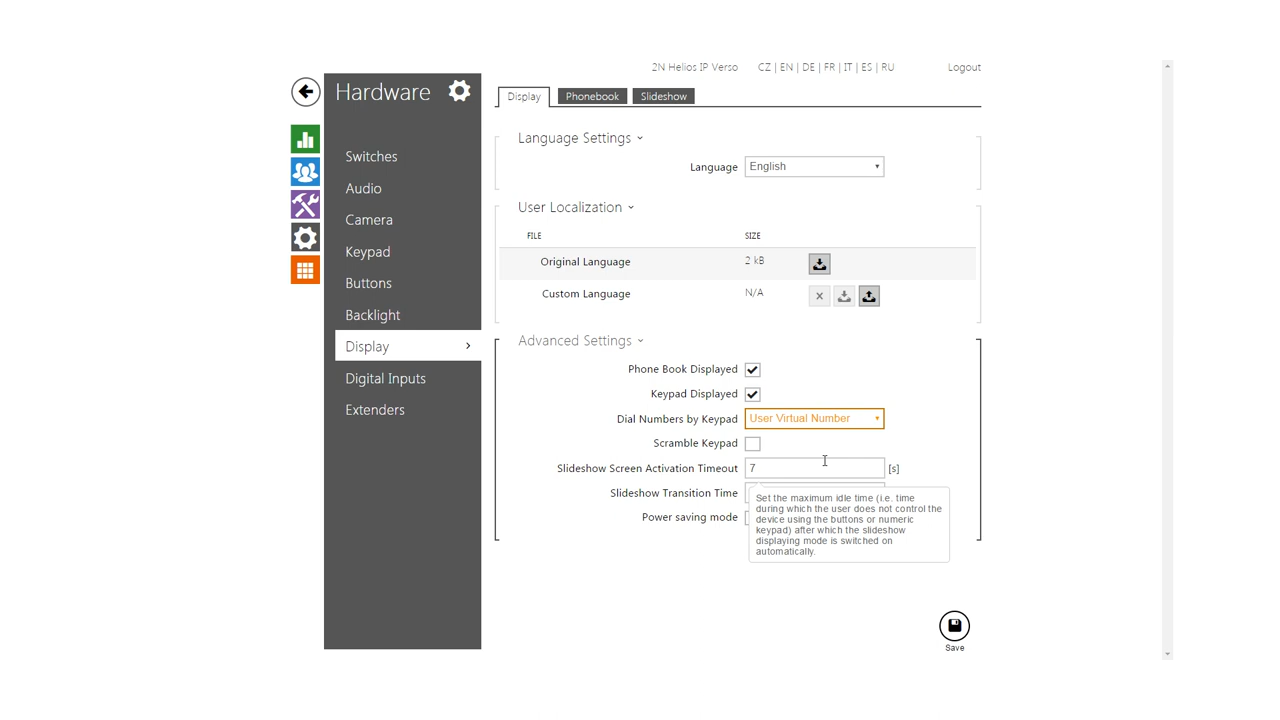 2N Helios IP Verso CZ | EN | DE | FR | IT | ES | RU Logout
Hardware
Switches
Audio
Camera
Keypad
Buttons
Backlight
Display
Digital Inputs
Extenders
Display Phonebook Slideshow
Language Settings
Language English
User Localization
FILE SIZE
Original Language 2 kB
Custom Language N/A
Advanced Settings
Phone Book Displayed
Keypad Displayed
Dial Numbers by Keypad User Virtual Number
Scramble Keypad
Slideshow Screen Activation Timeout 7 [s]
Slideshow Transition Time
Power saving mode
Set the maximum idle time (i.e. time
during which the user does not control the
device using the buttons or numeric
keypad) after which the slideshow
displaying mode is switched on
automatically.
Save